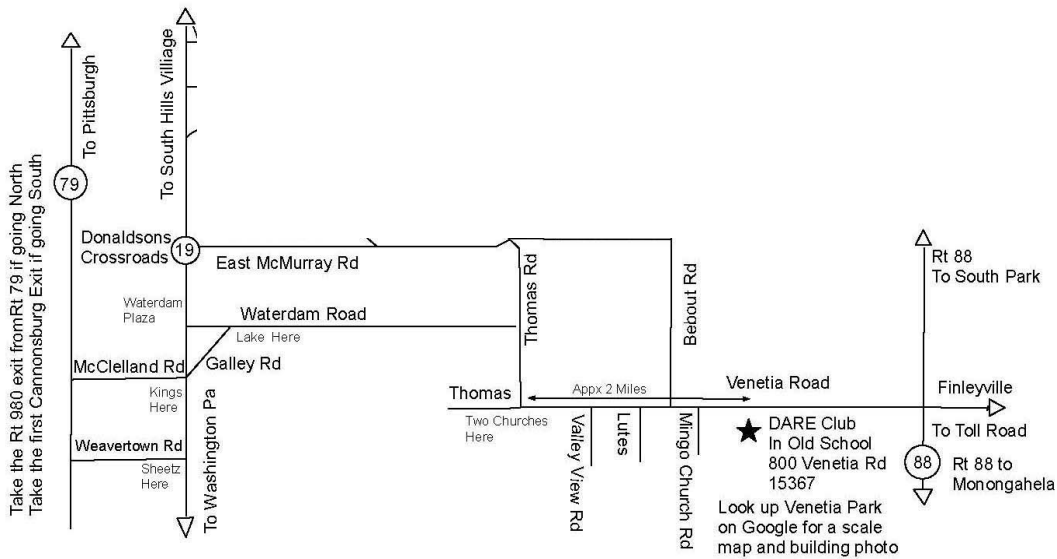 Take the Rt 980 exit fromRt 79 if going North
Take the first Cannonsburg Exit if going South
To Pittsburgh
79
To South Hills Villiage
Donaldsons
Crossroads
19
East McMurray Rd
Waterdam
Plaza
Waterdam Road
Lake Here
McClelland Rd
Galley Rd
Kings
Here
Weavertown Rd
Sheetz
Here
To Washington Pa
Thomas Rd
Bebout Rd
Thomas
Appx 2 Miles
Two Churches
Here
Valley View Rd
Lutes
Mingo Church Rd
Venetia Road
DARE Club
In Old School
800 Venetia Rd
15367
Look up Venetia Park
on Google for a scale
map and building photo
Rt 88
To South Park
Finleyville
To Toll Road
88
Rt 88 to
Monongahela